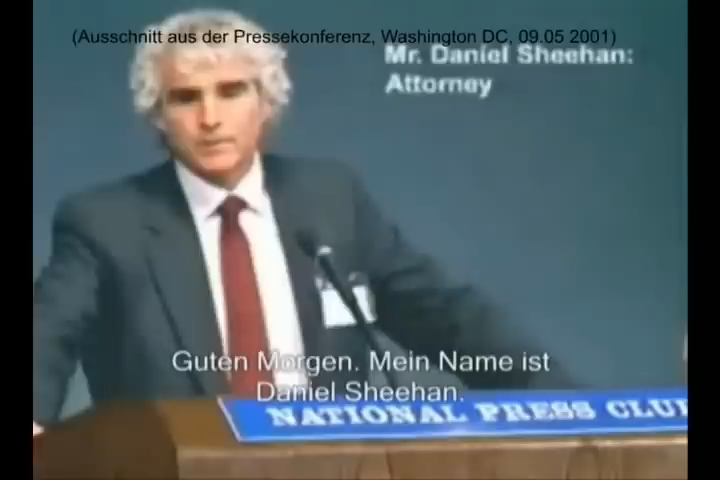 (Ausschnitt aus der Pressekonferenz, Washington DC, 09.05 2001)
Mr. Daniel Sheehan:
Attorney
Guten Morgen. Mein Name ist
Daniel Sheehan.
NATIONAL PRESS CLUB